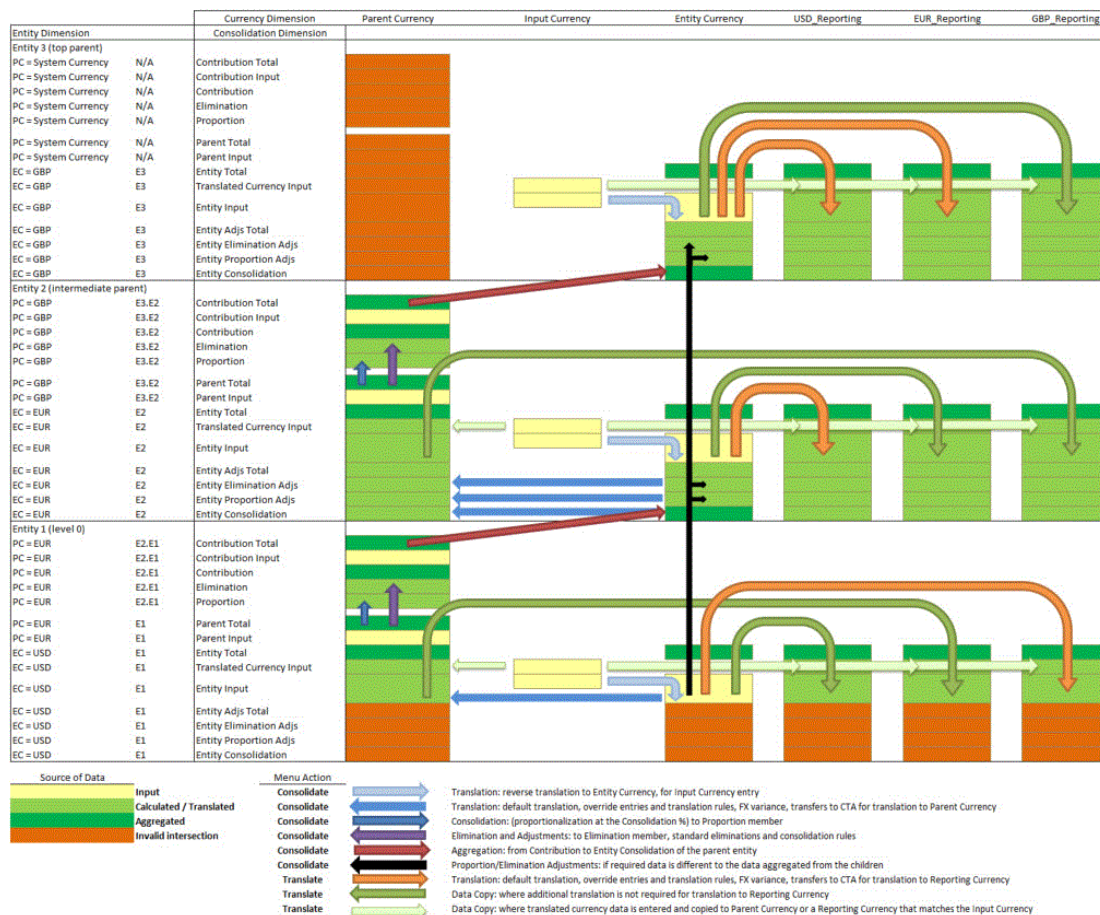 Currency Dimension Parent Currency Input Currency Entity Currency USD_Reporting EUR_Reporting GBP_Reporting
Entity Dimension Consolidation Dimension
Entity 3 (top parent)
PC = System Currency N/A Contribution Total
PC = System Currency N/A Contribution Input
PC = System Currency N/A Contribution
PC = System Currency N/A Elimination
PC = System Currency N/A Proportion
PC = System Currency N/A Parent Total
PC = System Currency N/A Parent Input
EC = GBP E3 Entity Total
EC = GBP E3 Translated Currency Input
EC = GBP E3 Entity Input
EC = GBP E3 Entity Adjs Total
EC = GBP E3 Entity Elimination Adjs
EC = GBP E3 Entity Proportion Adjs
EC = GBP E3 Entity Consolidation
Entity 2 (intermediate parent)
PC = GBP E3.E2 Contribution Total
PC = GBP E3.E2 Contribution Input
PC = GBP E3.E2 Contribution
PC = GBP E3.E2 Elimination
PC = GBP E3.E2 Proportion
PC = GBP E3.E2 Parent Total
PC = GBP E3.E2 Parent Input
EC = EUR E2 Entity Total
EC = EUR E2 Translated Currency Input
EC = EUR E2 Entity Input
EC = EUR E2 Entity Adjs Total
EC = EUR E2 Entity Elimination Adjs
EC = EUR E2 Entity Proportion Adjs
EC = EUR E2 Entity Consolidation
Entity 1 (level 0)
PC = EUR E2.E1 Contribution Total
PC = EUR E2.E1 Contribution Input
PC = EUR E2.E1 Contribution
PC = EUR E2.E1 Elimination
PC = EUR E2.E1 Proportion
PC = EUR E1 Parent Total
PC = EUR E1 Parent Input
EC = USD E1 Entity Total
EC = USD E1 Translated Currency Input
EC = USD E1 Entity Input
EC = USD E1 Entity Adjs Total
EC = USD E1 Entity Elimination Adjs
EC = USD E1 Entity Proportion Adjs
EC = USD E1 Entity Consolidation
Source of Data Menu Action
Input Consolidate Translation: reverse translation to Entity Currency, for Input Currency entry
Calculated / Translated Consolidate Translation: default translation, override entries and translation rules, FX variance, transfers to CTA for translation to Parent Currency
Aggregated Consolidate Consolidation: (proportionalization at the Consolidation %) to Proportion member
Invalid intersection Consolidate Elimination and Adjustments: to Elimination member, standard eliminations and consolidation rules
Consolidate Aggregation: from Contribution to Entity Consolidation of the parent entity
Consolidate Proportion/Elimination Adjustments: if required data is different to the data aggregated from the children
Translate Translation: default translation, override entries and translation rules, FX variance, transfers to CTA for translation to Reporting Currency
Translate Data Copy: where additional translation is not required for translation to Reporting Currency
Translate Data Copy: where translated currency data is entered and copied to Parent Currency or a Reporting Currency that matches the Input Currency